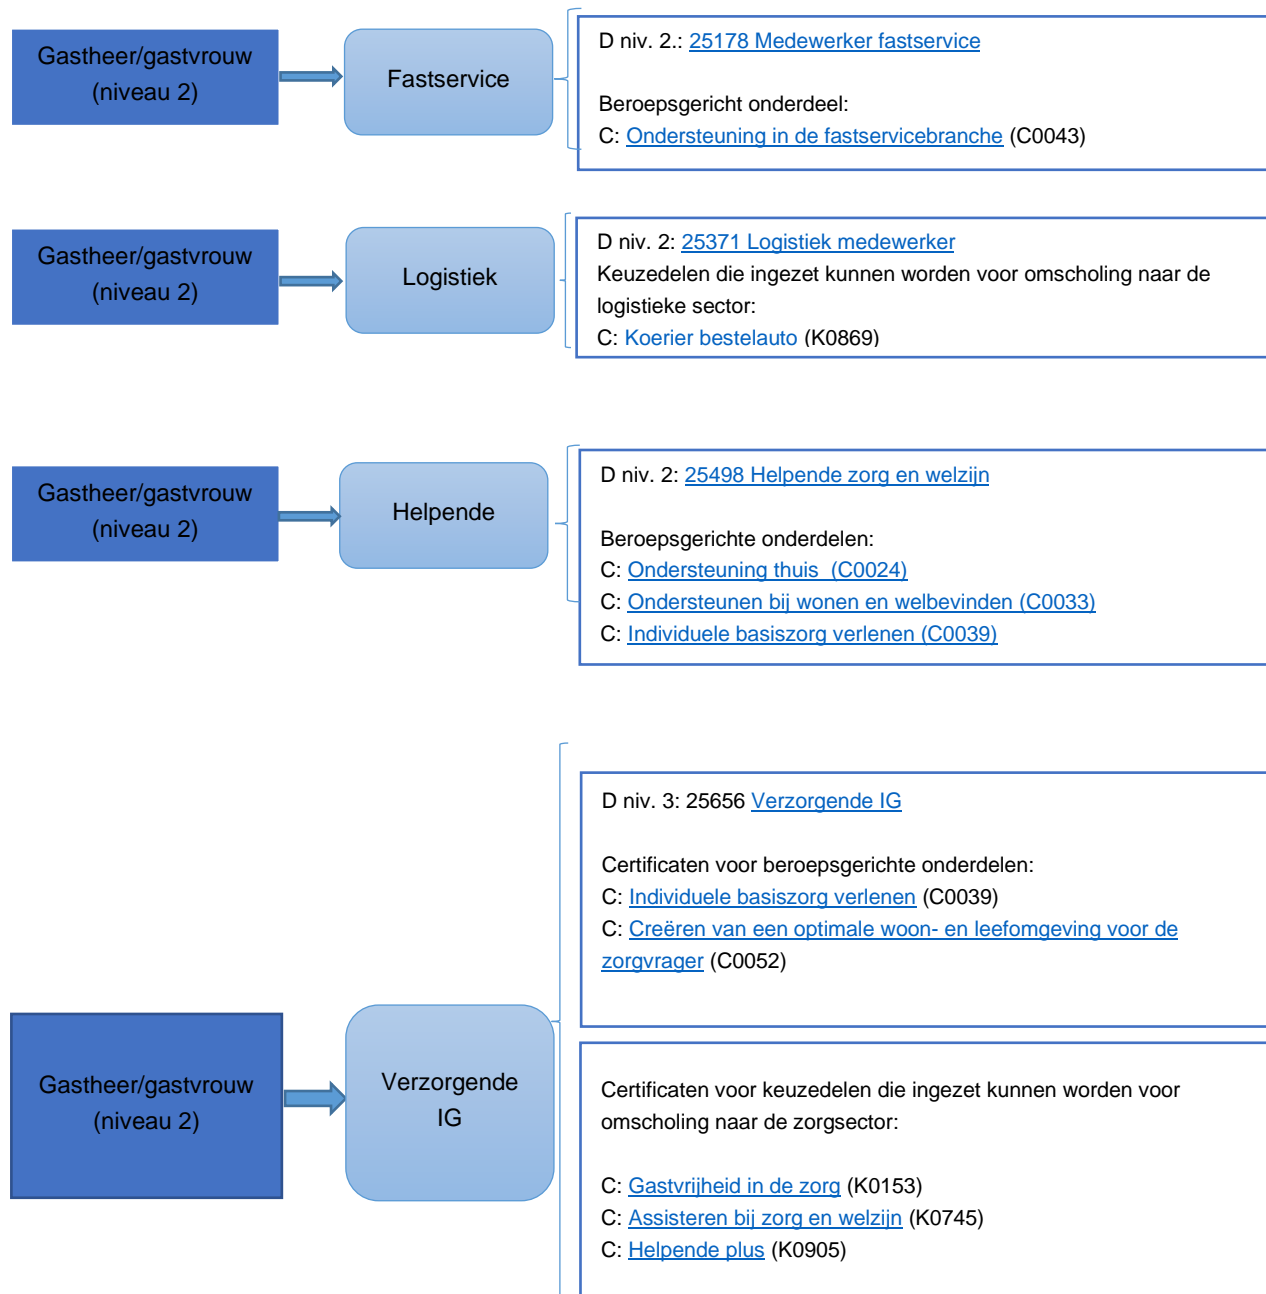 Gastheer/gastvrouw
(niveau 2)
Fastservice
D niv. 2.: 25178 Medewerker fastservice
Beroepsgericht onderdeel:
C: Ondersteuning in de fastservicebranche (C0043)
Gastheer/gastvrouw
(niveau 2)
Logistiek
D niv. 2: 25371 Logistiek medewerker
Keuzedelen die ingezet kunnen worden voor omscholing naar de
logistieke sector:
C: Koerier bestelauto (K0869)
Gastheer/gastvrouw
(niveau 2)
Helpende
D niv. 2: 25498 Helpende zorg en welzijn
Beroepsgerichte onderdelen:
C: Ondersteuning thuis  (C0024)
C: Ondersteunen bij wonen en welbevinden (C0033)
C: Individuele basiszorg verlenen (C0039)
Gastheer/gastvrouw
(niveau 2)
Verzorgende
IG
D niv. 3: 25656 Verzorgende IG
Certificaten voor beroepsgerichte onderdelen:
C: Individuele basiszorg verlenen (C0039)
C: Creëren van een optimale woon- en leefomgeving voor de
zorgvrager (C0052)
Certificaten voor keuzedelen die ingezet kunnen worden voor
omscholing naar de zorgsector:
C: Gastvrijheid in de zorg (K0153)
C: Assisteren bij zorg en welzijn (K0745)
C: Helpende plus (K0905)